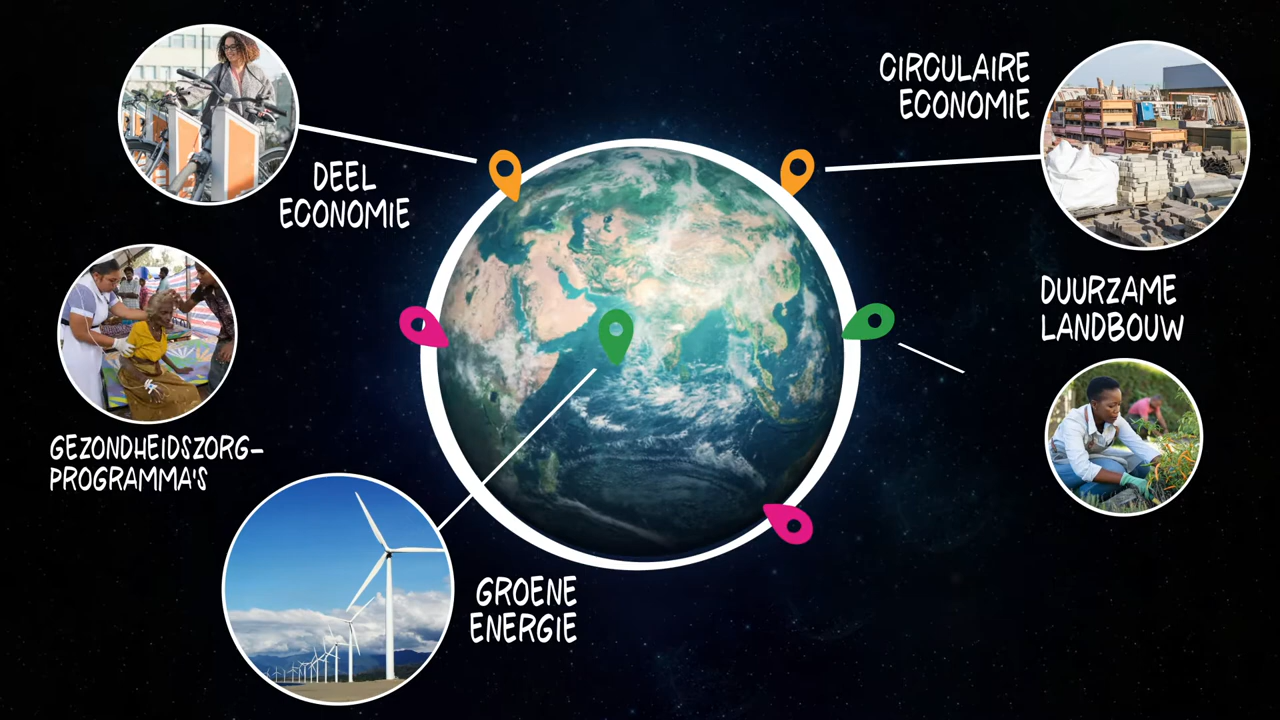 DEEL
ECONOMIE
CIRCULAIRE
ECONOMIE
DUURZAME
LANDBOUW
GEZONDHEIDSZORG-
PROGRAMMA'S
GROENE
ENERGIE